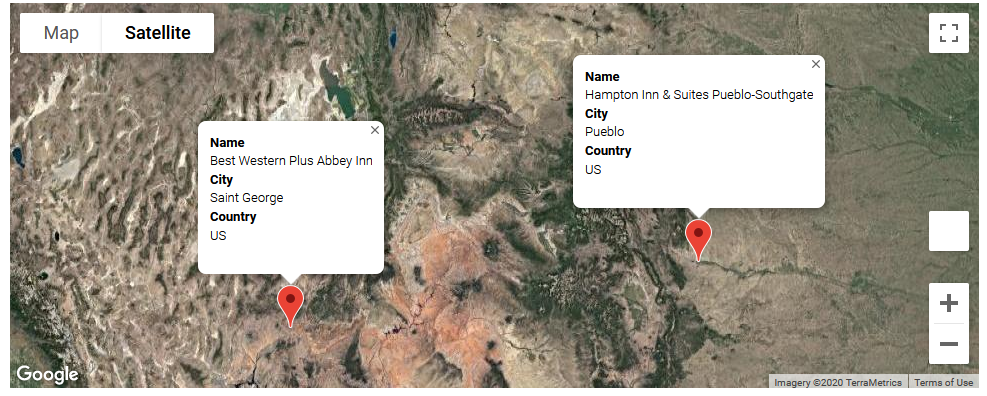 Map
Satellite
Name
Hampton Inn & Suites Pueblo-Southgate
City
Pueblo
Country
US
Name
Best Western Plus Abbey Inn
City
Saint George
Country
US
Google
Imagery ©2020 TerraMetrics
Terms of Use